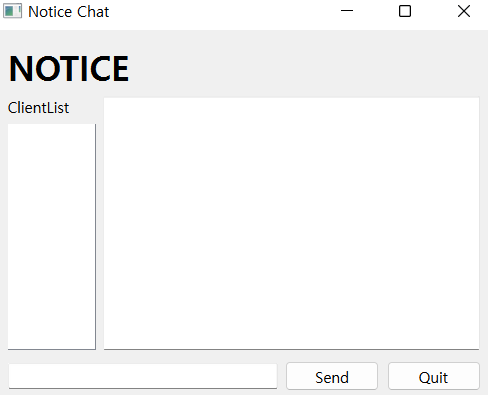 Notice Chat
NOTICE
ClientList
Send
Quit